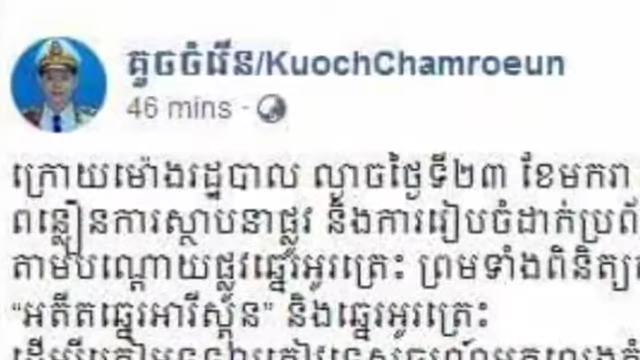 គួចចំរើន/KuochChamroeun
46 mins ·
ក្រោយម៉ោងរដ្ឋបាល ល្ងាចថ្ងៃទី២៣ ខែមករា
ពន្លឿនការស្ថាបនាផ្លូវ និងការរៀបចំដាក់ប្រព័
តាមបណ្តោយផ្លូវឆ្នេរអូរត្រេះ ព្រមទាំងពិនិត្យ
“អតីតឆ្នេរអារីស្តុន” និងឆ្នេរអូរត្រេះ